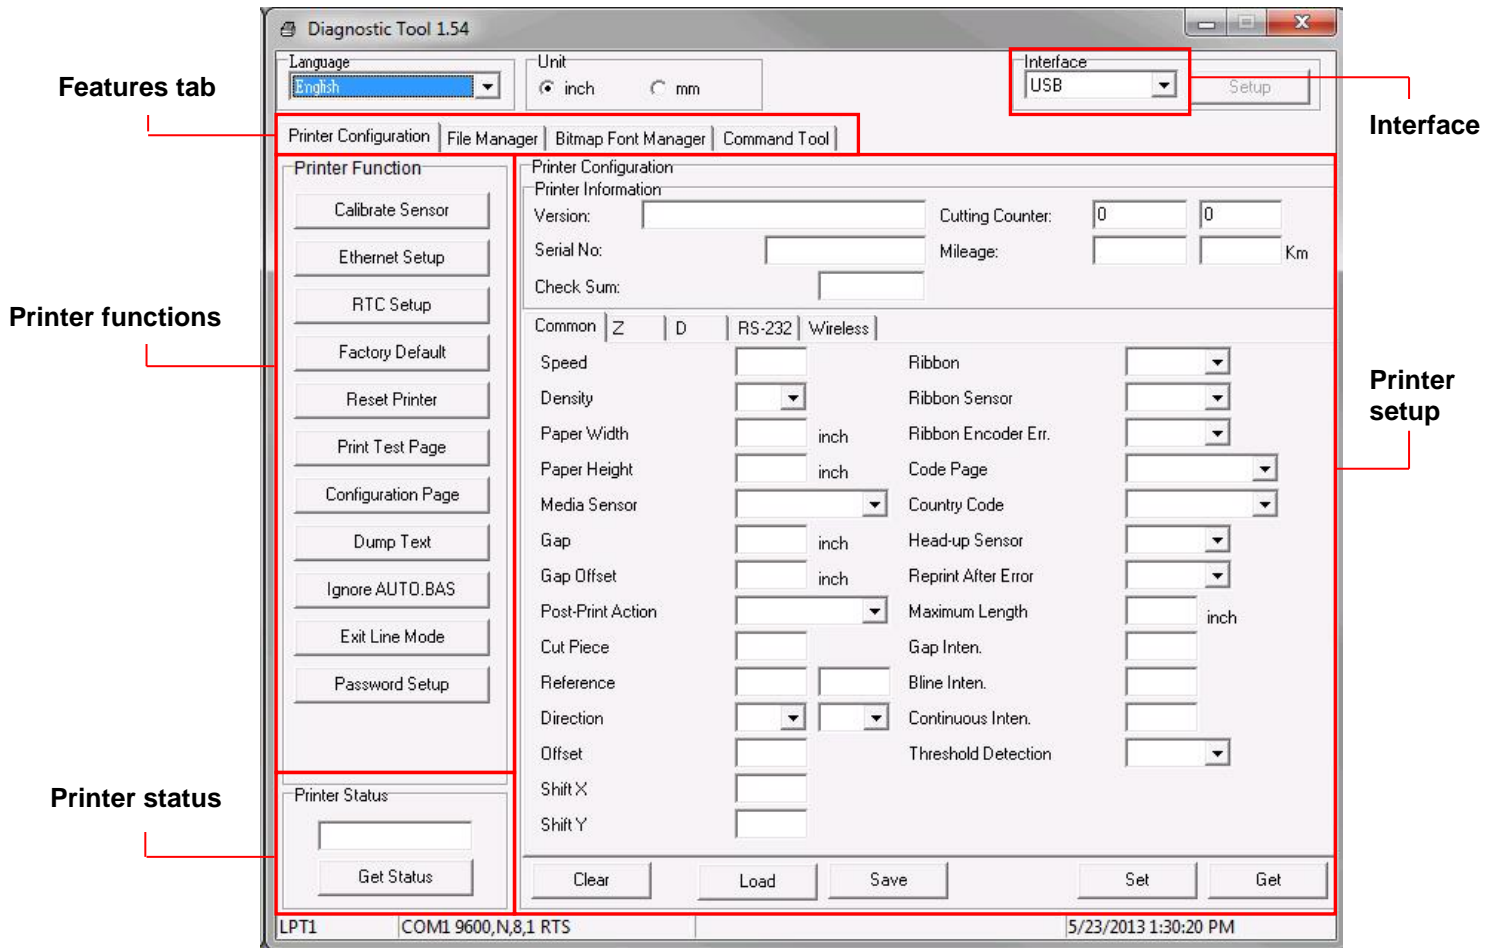 Diagnostic Tool 1.54
Language
English
Unit
inch
mm
Interface
USB
Setup
Features tab
Interface
Printer Configuration
File Manager
Bitmap Font Manager
Command Tool
Printer Function
Calibrate Sensor
Ethernet Setup
RTC Setup
Factory Default
Reset Printer
Print Test Page
Configuration Page
Dump Text
Ignore AUTO.BAS
Exit Line Mode
Password Setup
Printer functions
Printer Configuration
Printer Information
Version:
Cutting Counter: 0 0
Serial No:
Mileage: Km
Check Sum:
Common
Z
D
RS-232
Wireless
Speed
Density
Paper Width inch
Paper Height inch
Media Sensor
Gap inch
Gap Offset inch
Post-Print Action
Cut Piece
Reference
Direction
Offset
Shift X
Shift Y
Ribbon
Ribbon Sensor
Ribbon Encoder Err.
Code Page
Country Code
Head-up Sensor
Reprint After Error
Maximum Length inch
Gap Inten.
Bline Inten.
Continuous Inten.
Threshold Detection
Printer
setup
Printer status
Printer Status
Get Status
Clear
Load
Save
Set
Get
LPT1
COM1 9600,N,8,1 RTS
5/23/2013 1:30:20 PM